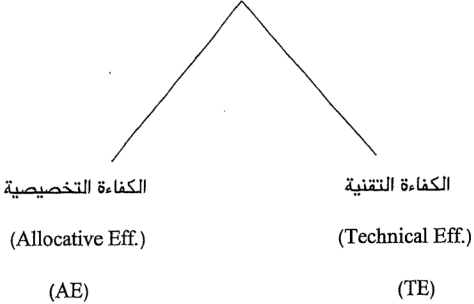 الكفاءة التقنية
(Technical Eff.)
(TE)
الكفاءة التخصيصية
(Allocative Eff.)
(AE)